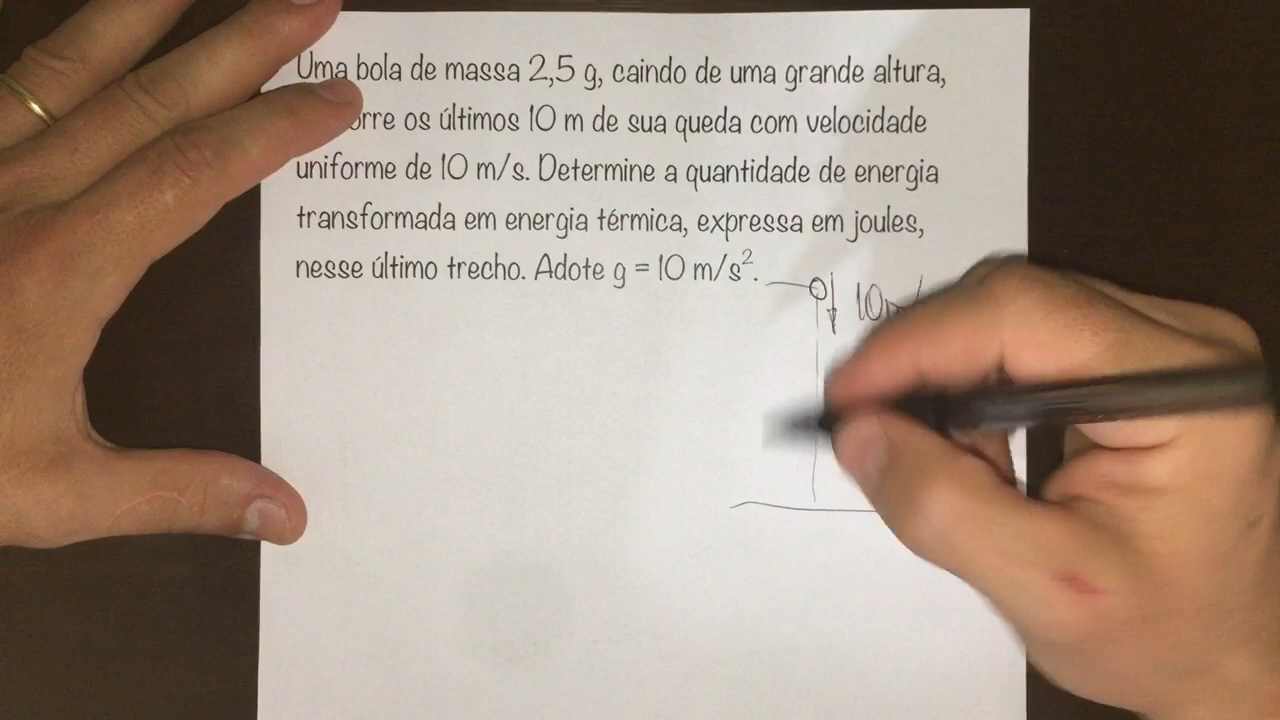 Uma bola de massa 2,5 g, caindo de uma grande altura,
os últimos 10 m de sua queda com velocidade
uniforme de 10 m/s. Determine a quantidade de energia
transformada em energia térmica, expressa em joules,
nesse último trecho. Adote g = 10 m/s².
10m/